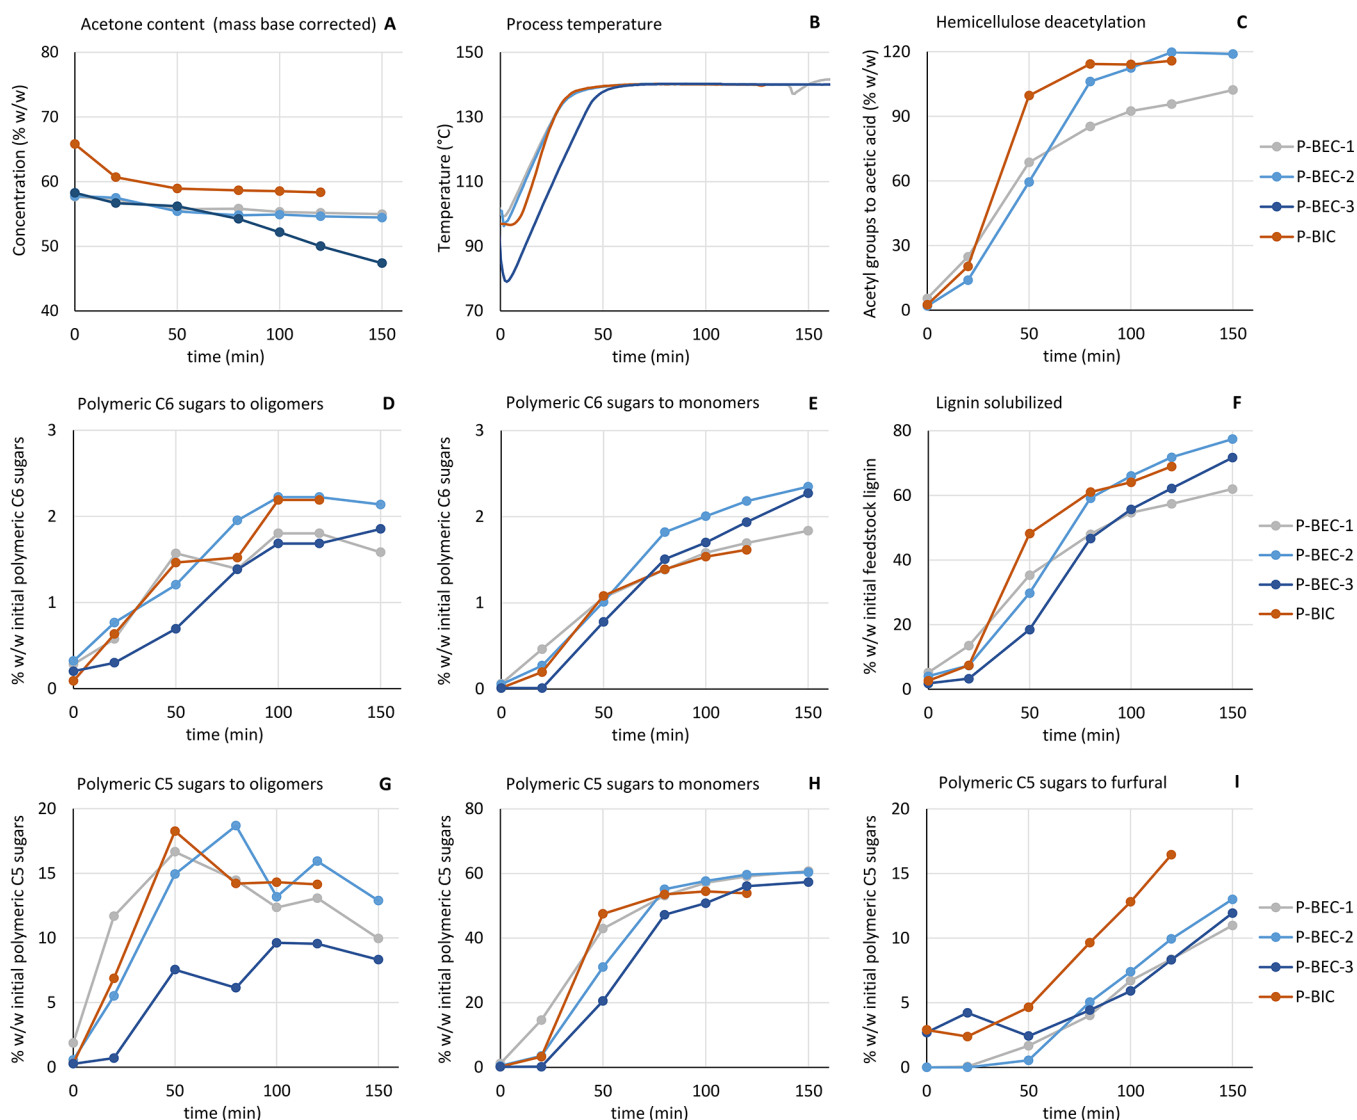 Acetone content (mass base corrected) A
Concentration (% w/w)
80
70
60
50
40
0 50 100 150
time (min)
Process temperature B
Temperature (°C)
150
130
110
90
70
0 50 100 150
time (min)
Hemicellulose deacetylation C
Acetyl groups to acetic acid (% w/w)
120
90
60
30
0
0 50 100 150
time (min)
P-BEC-1
P-BEC-2
P-BEC-3
P-BIC
Polymeric C6 sugars to oligomers D
% w/w initial polymeric C6 sugars
3
2
1
0
0 50 100 150
time (min)
Polymeric C6 sugars to monomers E
% w/w initial polymeric C6 sugars
3
2
1
0
0 50 100 150
time (min)
Lignin solubilized F
% w/w initial feedstock lignin
80
60
40
20
0
0 50 100 150
time (min)
P-BEC-1
P-BEC-2
P-BEC-3
P-BIC
Polymeric C5 sugars to oligomers G
% w/w initial polymeric C5 sugars
20
15
10
5
0
0 50 100 150
time (min)
Polymeric C5 sugars to monomers H
% w/w initial polymeric C5 sugars
80
60
40
20
0
0 50 100 150
time (min)
Polymeric C5 sugars to furfural I
% w/w initial polymeric C5 sugars
20
15
10
5
0
0 50 100 150
time (min)
P-BEC-1
P-BEC-2
P-BEC-3
P-BIC